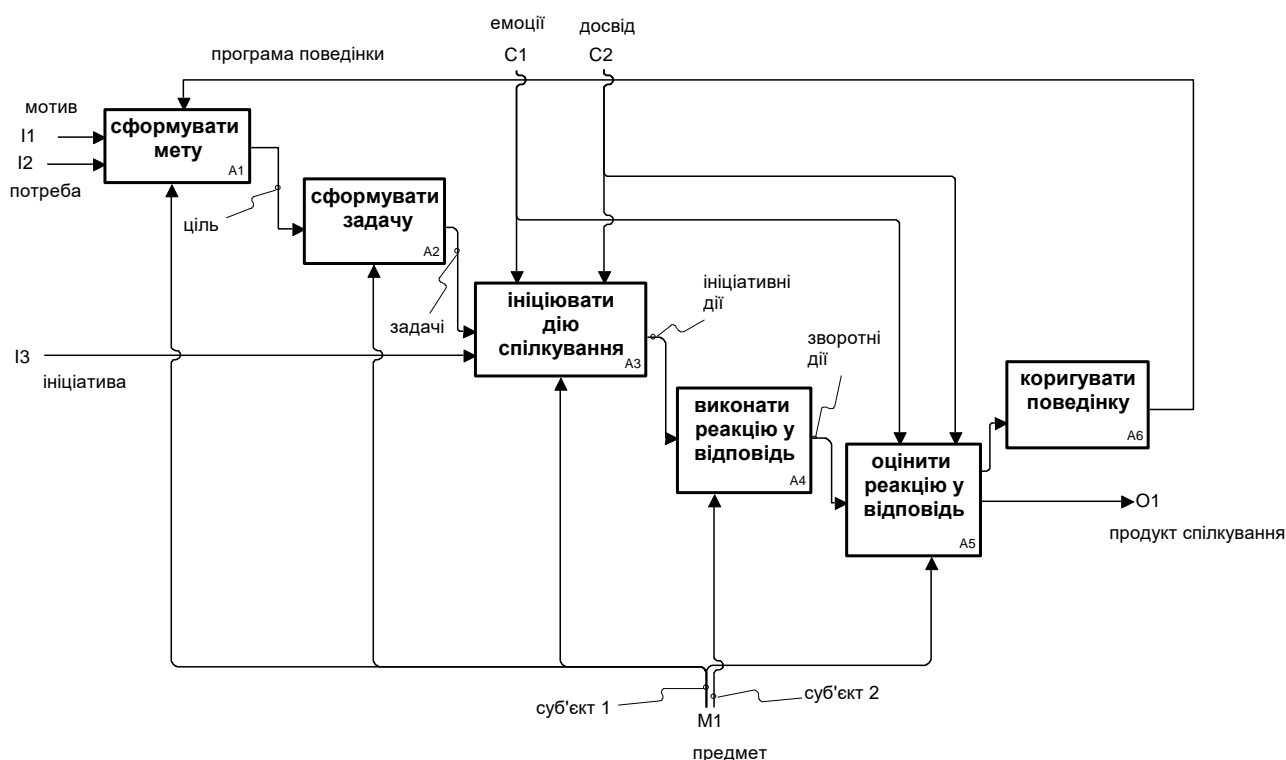 емоції
досвід
C1
C2
програма поведінки
мотив
I1
I2
потреба
сформувати
мету
A1
ціль
сформувати
задачу
A2
задачі
I3
ініціатива
ініціювати
дію
спілкування
A3
ініціативні
дії
виконати
реакцію у
відповідь
A4
зворотні
дії
оцінити
реакцію у
відповідь
A5
коригувати
поведінку
A6
O1
продукт спілкування
суб'єкт 1
суб'єкт 2
M1
предмет